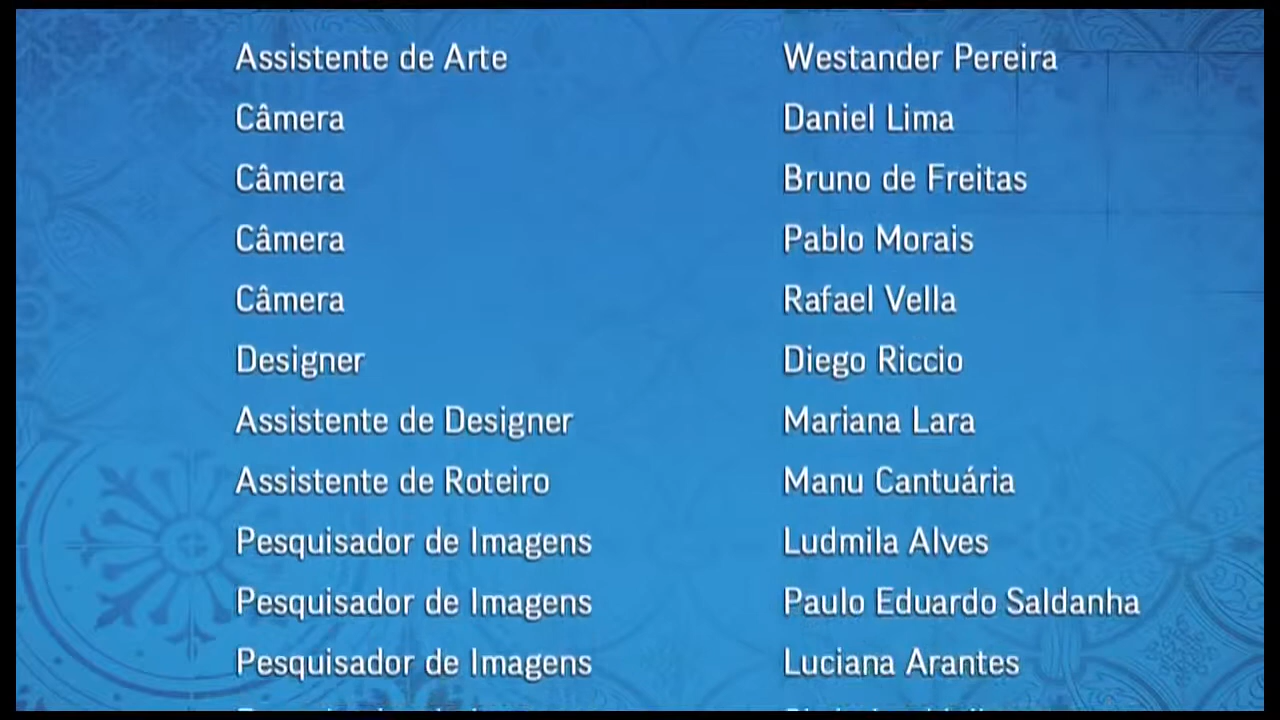 Assistente de Arte Westander Pereira
Câmera Daniel Lima
Câmera Bruno de Freitas
Câmera Pablo Morais
Câmera Rafael Vella
Designer Diego Riccio
Assistente de Designer Mariana Lara
Assistente de Roteiro Manu Cantuária
Pesquisador de Imagens Ludmila Alves
Pesquisador de Imagens Paulo Eduardo Saldanha
Pesquisador de Imagens Luciana Arantes